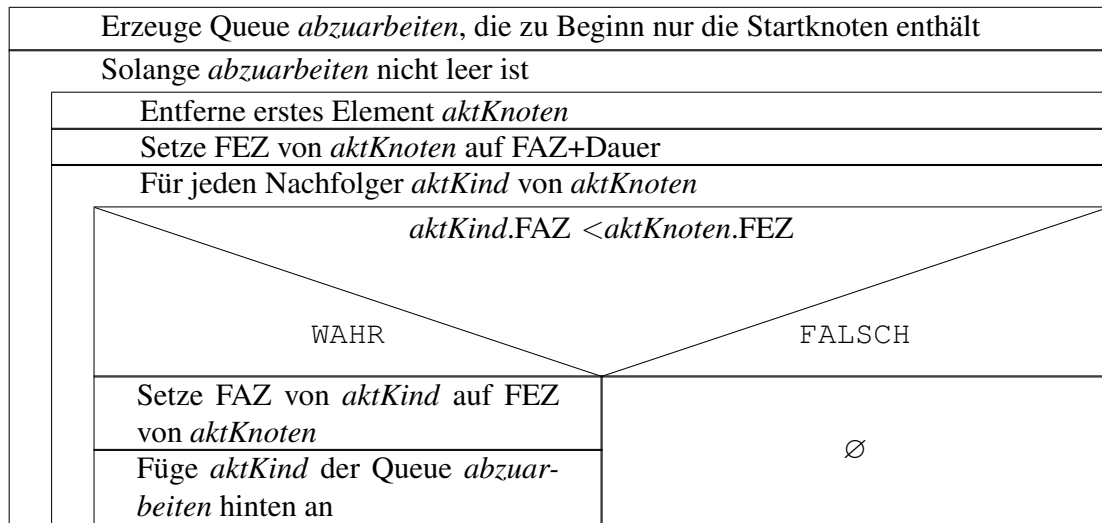 Erzeuge Queue abzuarbeiten, die zu Beginn nur die Startknoten enthält
Solange abzuarbeiten nicht leer ist
Entferne erstes Element aktKnoten
Setze FEZ von aktKnoten auf FAZ+Dauer
Für jeden Nachfolger aktKind von aktKnoten
aktKind.FAZ <aktKnoten.FEZ
WAHR
FALSCH
Setze FAZ von aktKind auf FEZ
von aktKnoten
∅
Füge aktKind der Queue abzuar-
beiten hinten an